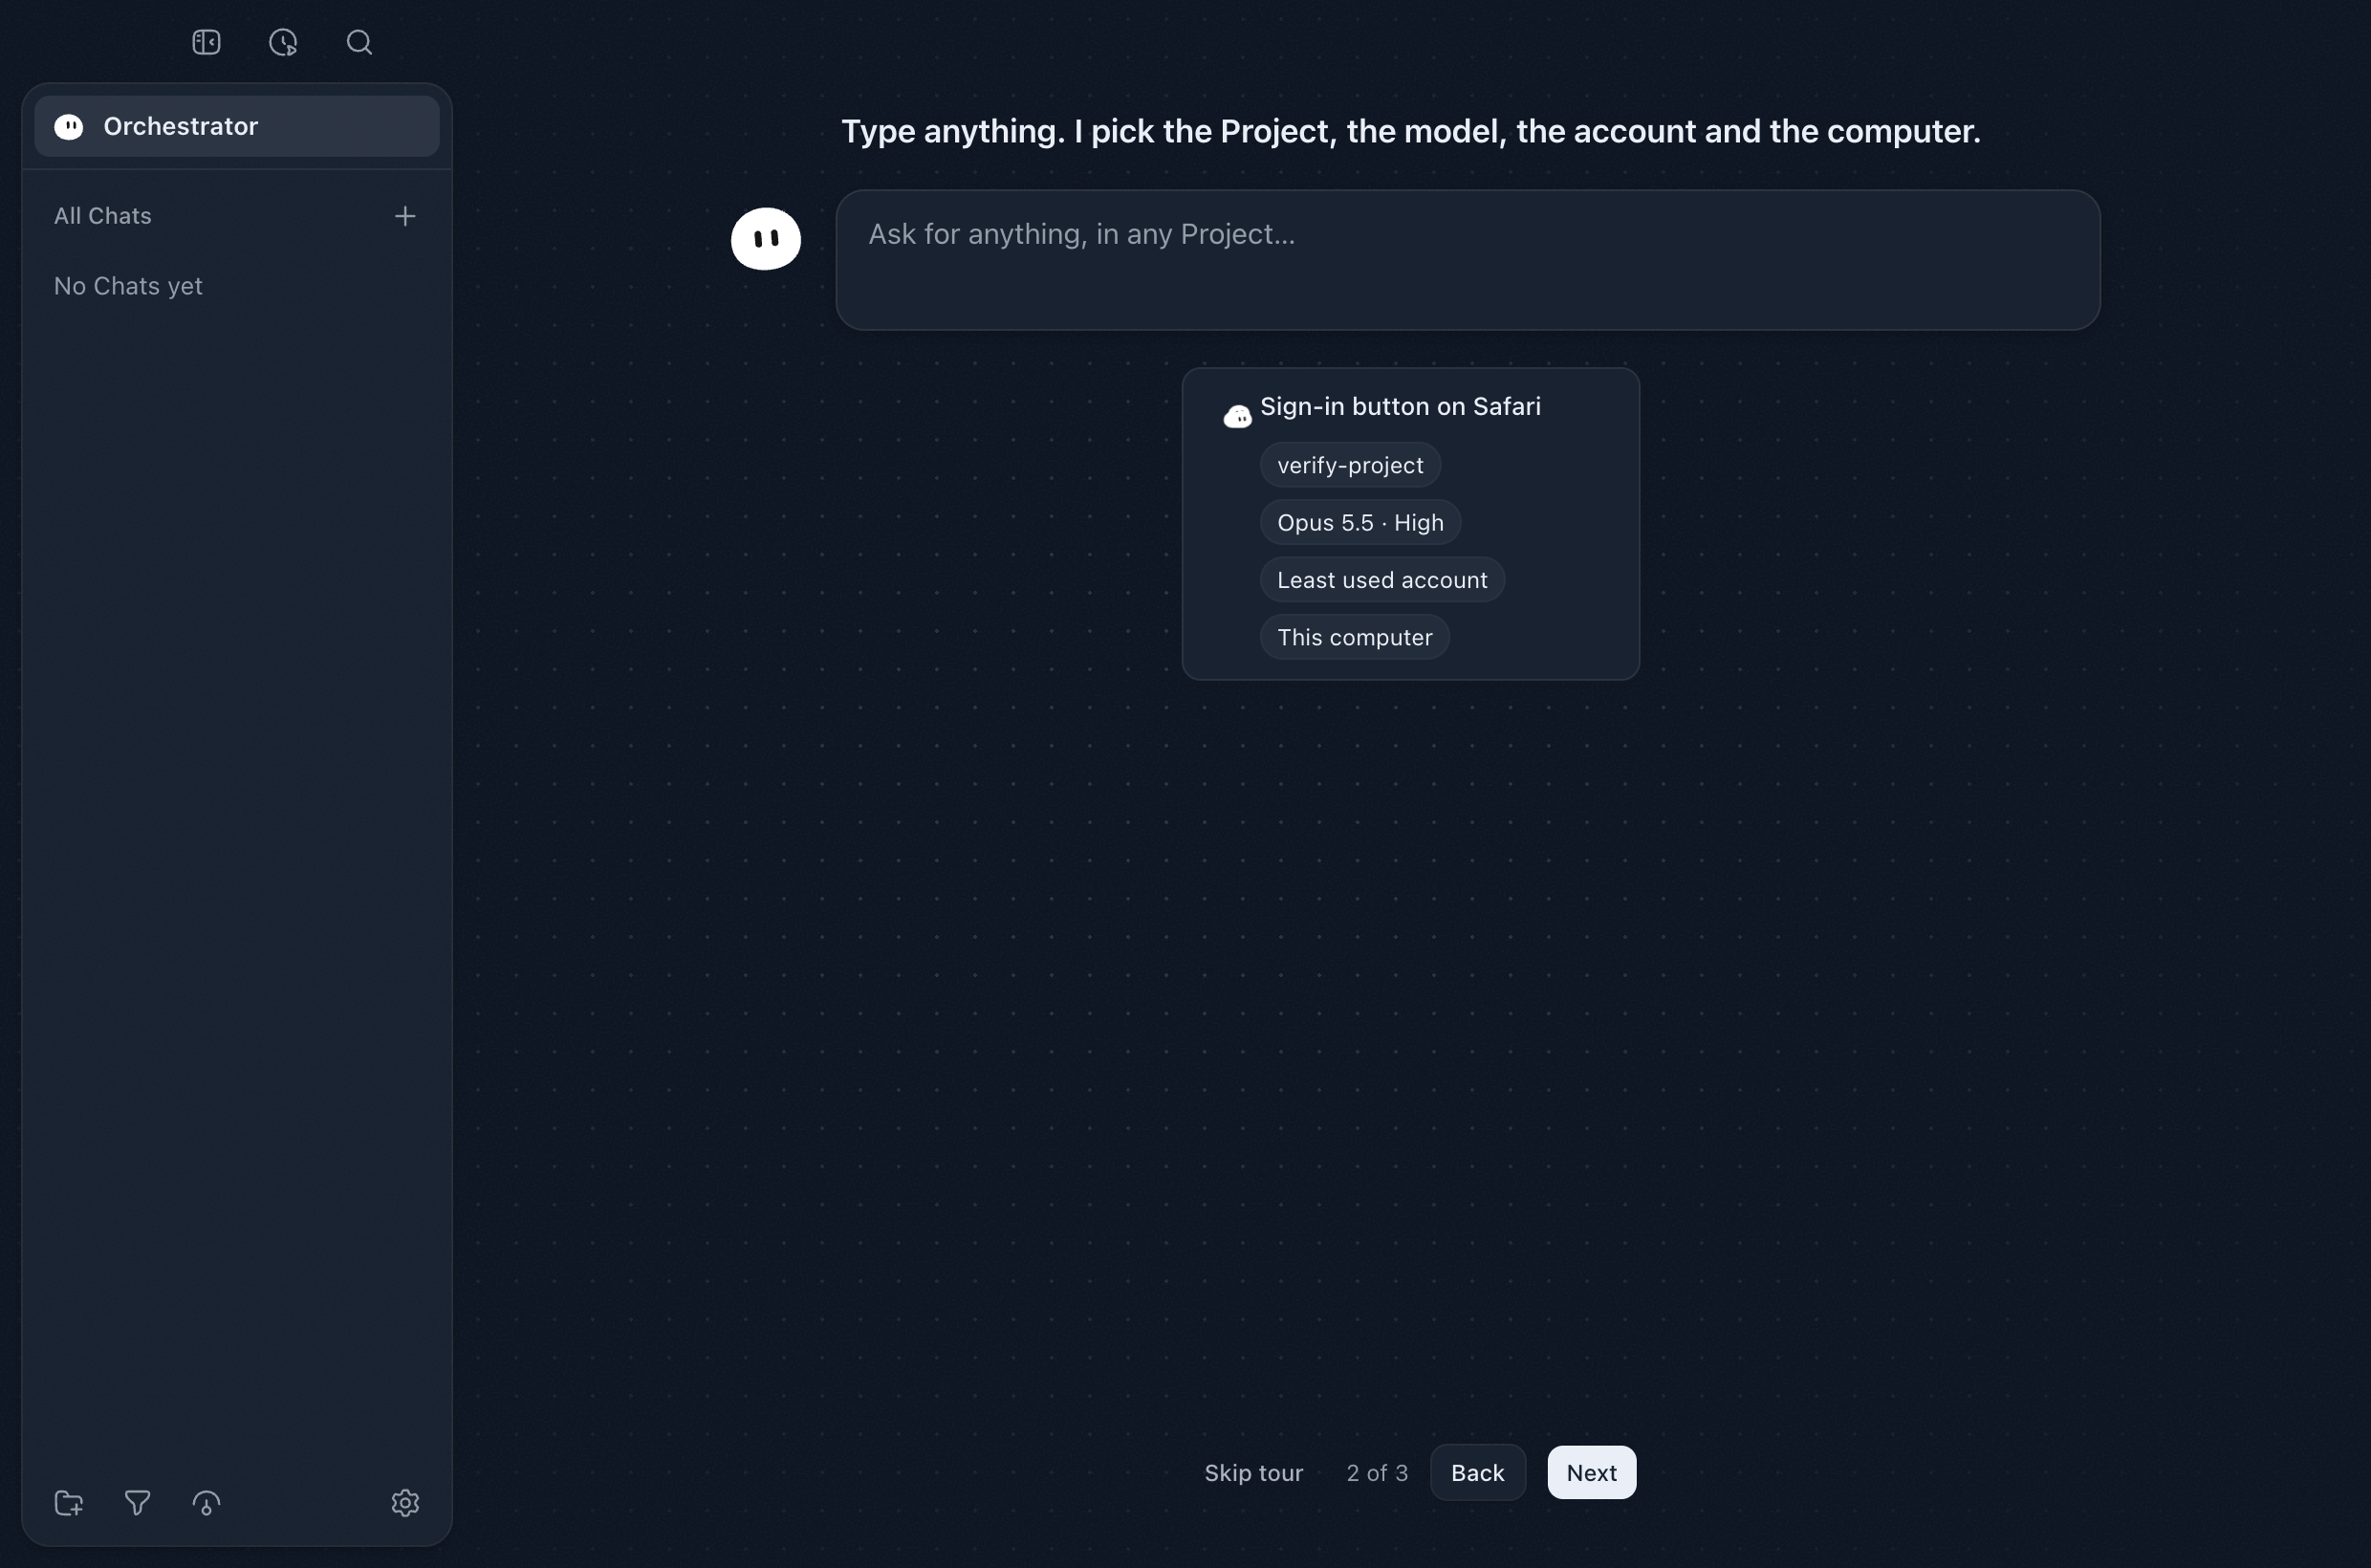 Orchestrator
All Chats
No Chats yet
Type anything. I pick the Project, the model, the account and the computer.
Ask for anything, in any Project...
Sign-in button on Safari
verify-project
Opus 5.5 · High
Least used account
This computer
Skip tour
2 of 3
Back
Next